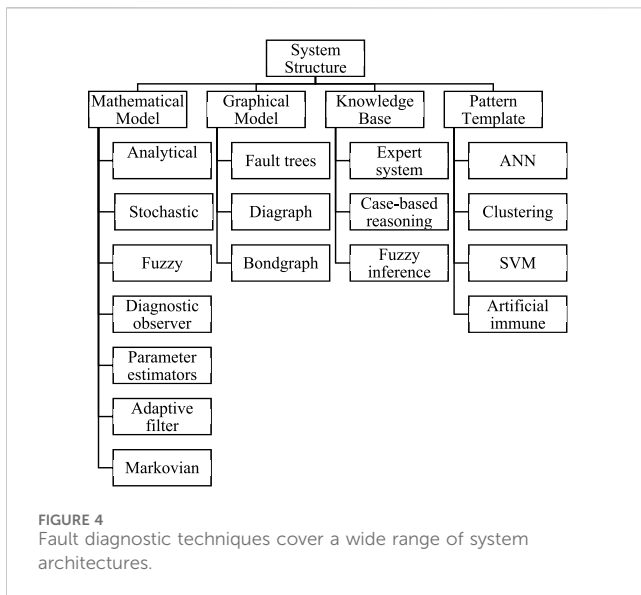 System
Structure
Mathematical
Model
Graphical
Model
Knowledge
Base
Pattern
Template
Analytical
Stochastic
Fuzzy
Diagnostic
observer
Parameter
estimators
Adaptive
filter
Markovian
Fault trees
Diagraph
Bondgraph
Expert
system
Case-based
reasoning
Fuzzy
inference
ANN
Clustering
SVM
Artificial
immune
FIGURE 4
Fault diagnostic techniques cover a wide range of system
architectures.